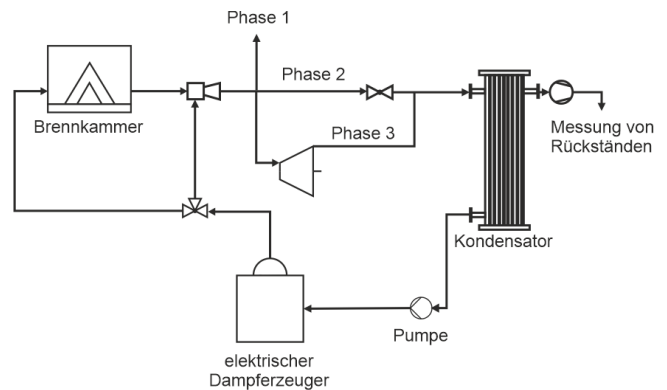 Phase 1
Phase 2
Brennkammer
Phase 3
Messung von
Rückständen
Kondensator
Pumpe
elektrischer
Dampferzeuger